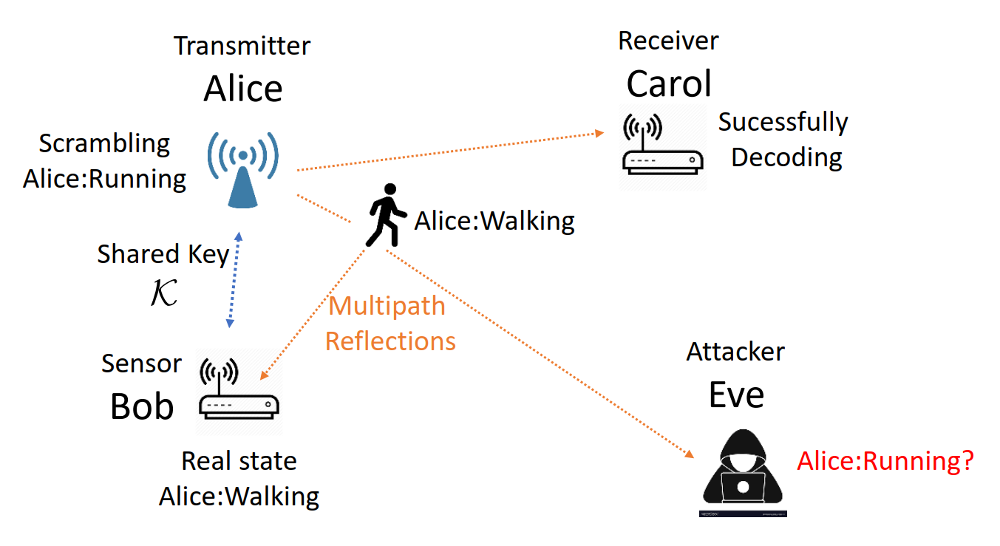 Transmitter
Alice
Scrambling
Alice:Running
Receiver
Carol
Sucessfully
Decoding
Alice:Walking
Shared Key
𝒦
Multipath
Reflections
Sensor
Bob
Real state
Alice:Walking
Attacker
Eve
Alice:Running?